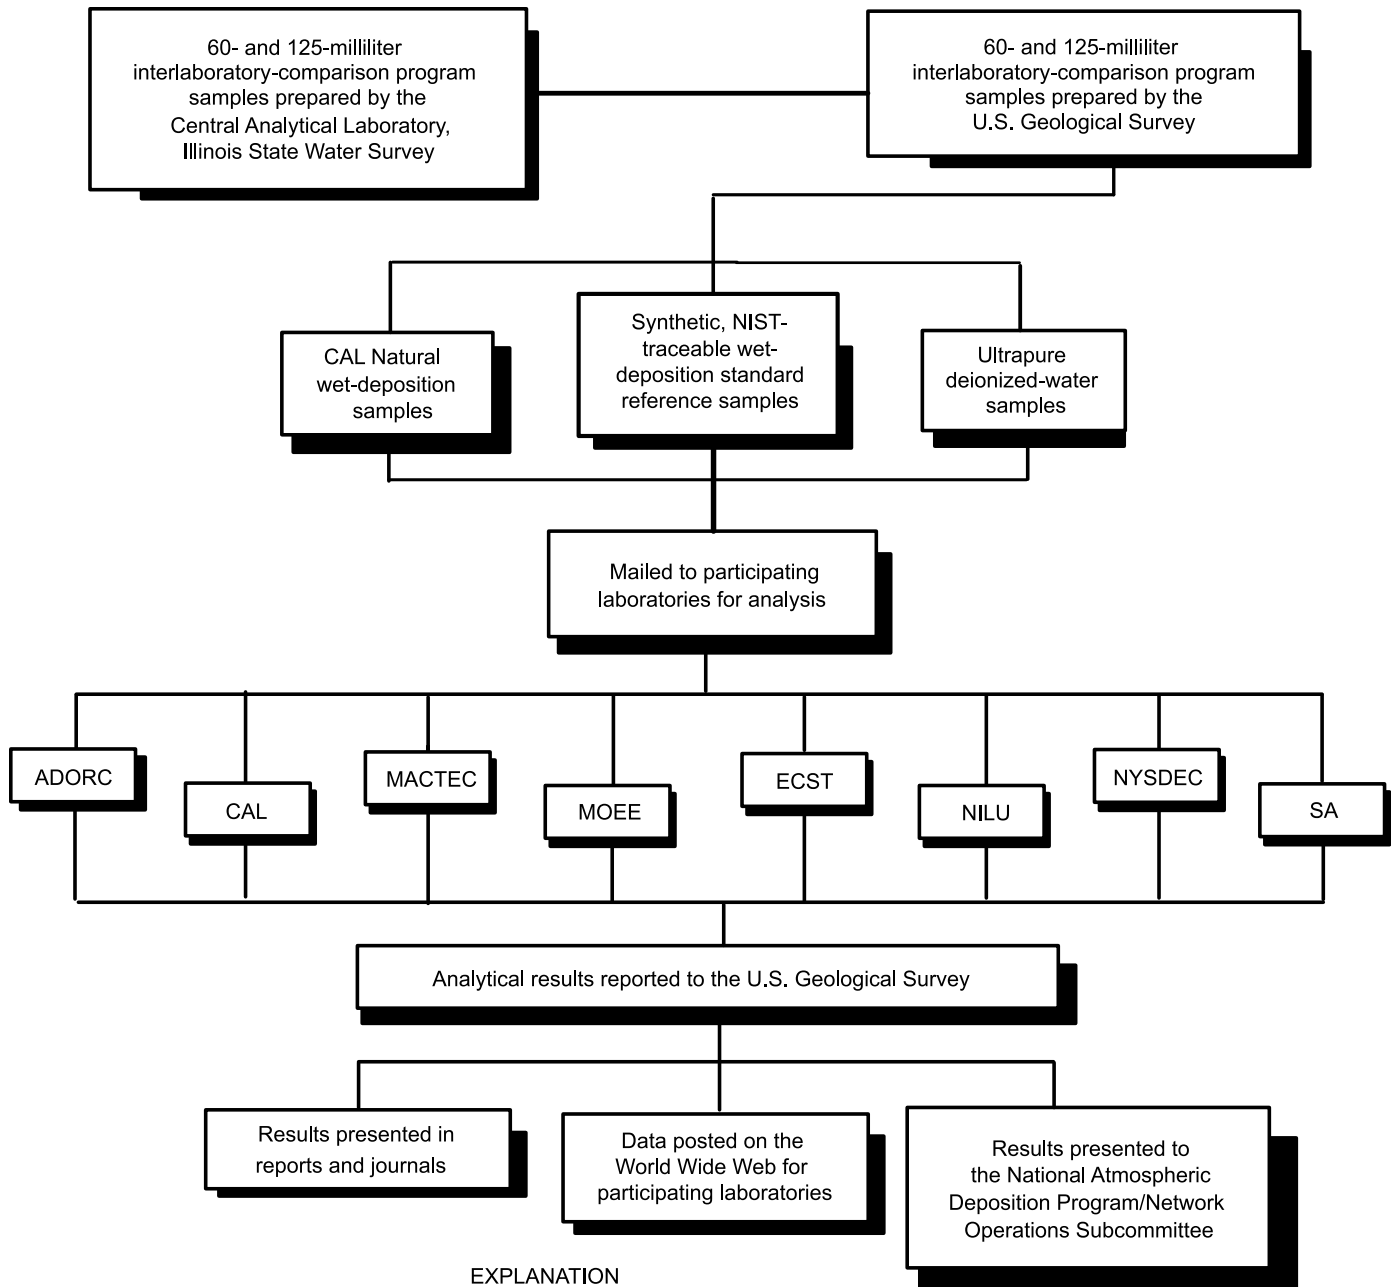 60- and 125-milliliter
interlaboratory-comparison program
samples prepared by the
Central Analytical Laboratory,
Illinois State Water Survey
60- and 125-milliliter
interlaboratory-comparison program
samples prepared by the
U.S. Geological Survey
CAL Natural
wet-deposition
samples
Synthetic, NIST-
traceable wet-
deposition standard
reference samples
Ultrapure
deionized-water
samples
Mailed to participating
laboratories for analysis
ADORC
CAL
MACTEC
MOEE
ECST
NILU
NYSDEC
SA
Analytical results reported to the U.S. Geological Survey
Results presented in
reports and journals
Data posted on the
World Wide Web for
participating laboratories
Results presented to
the National Atmospheric
Deposition Program/Network
Operations Subcommittee
EXPLANATION